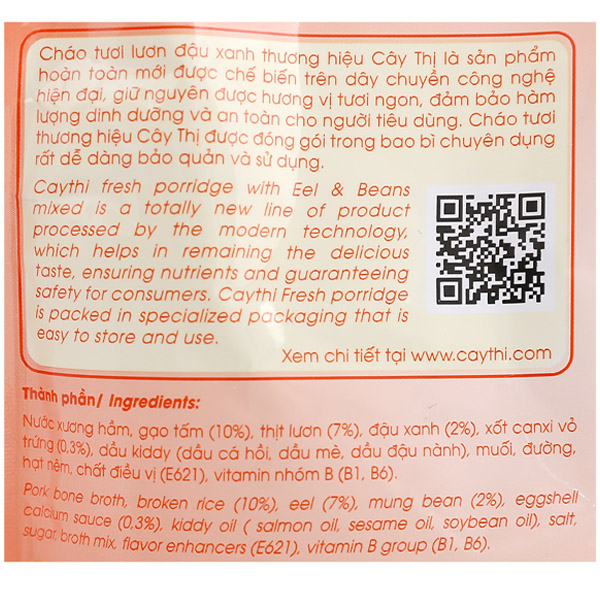 Cháo tươi lươn đậu xanh thương hiệu Cây Thị là sản phẩm
hoàn toàn mới được chế biến trên dây chuyền công nghệ
hiện đại, giữ nguyên được hương vị tươi ngon, đảm bảo hàm
lượng dinh dưỡng và an toàn cho người tiêu dùng. Cháo tươi
thương hiệu Cây Thị được đóng gói trong bao bì chuyên dụng
rất dễ dàng bảo quản và sử dụng.
Caythi fresh porridge with Eel & Beans
mixed is a totally new line of product
processed by the modern technology,
which helps in remaining the delicious
taste, ensuring nutrients and guaranteeing
safety for consumers. Caythi Fresh porridge
is packed in specialized packaging that is
easy to store and use.
Xem chi tiết tại www.caythi.com
Thành phần/ Ingredients:
Nước xương hầm, gạo tấm (10%), thịt lươn (7%), đậu xanh (2%), xốt canxi vỏ
trứng (0,3%), dầu kiddy (dầu cá hồi, dầu mè, dầu đậu nành), muối, đường,
hạt nêm, chất điều vị (E621), vitamin nhóm B (B1, B6).
Pork bone broth, broken rice (10%), eel (7%), mung bean (2%), eggshell
calcium sauce (0,3%), kiddy oil ( salmon oil, sesame oil, soybean oil), salt,
sugar, broth mix, flavor enhancers (E621), vitamin B group (B1, B6).